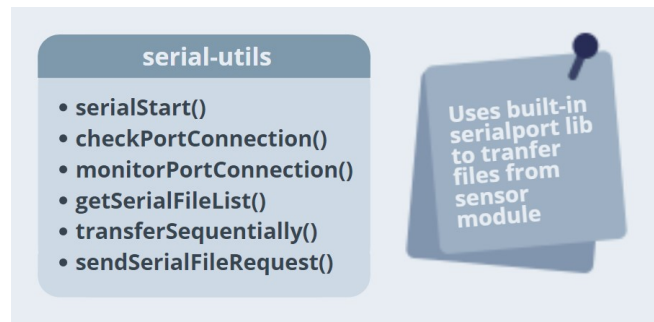 serial-utils
• serialStart()
• checkPortConnection()
• monitorPortConnection()
• getSerialFileList()
• transferSequentially()
• sendSerialFileRequest()
Uses built-in
serialport lib
to tranfer
files from
sensor
module